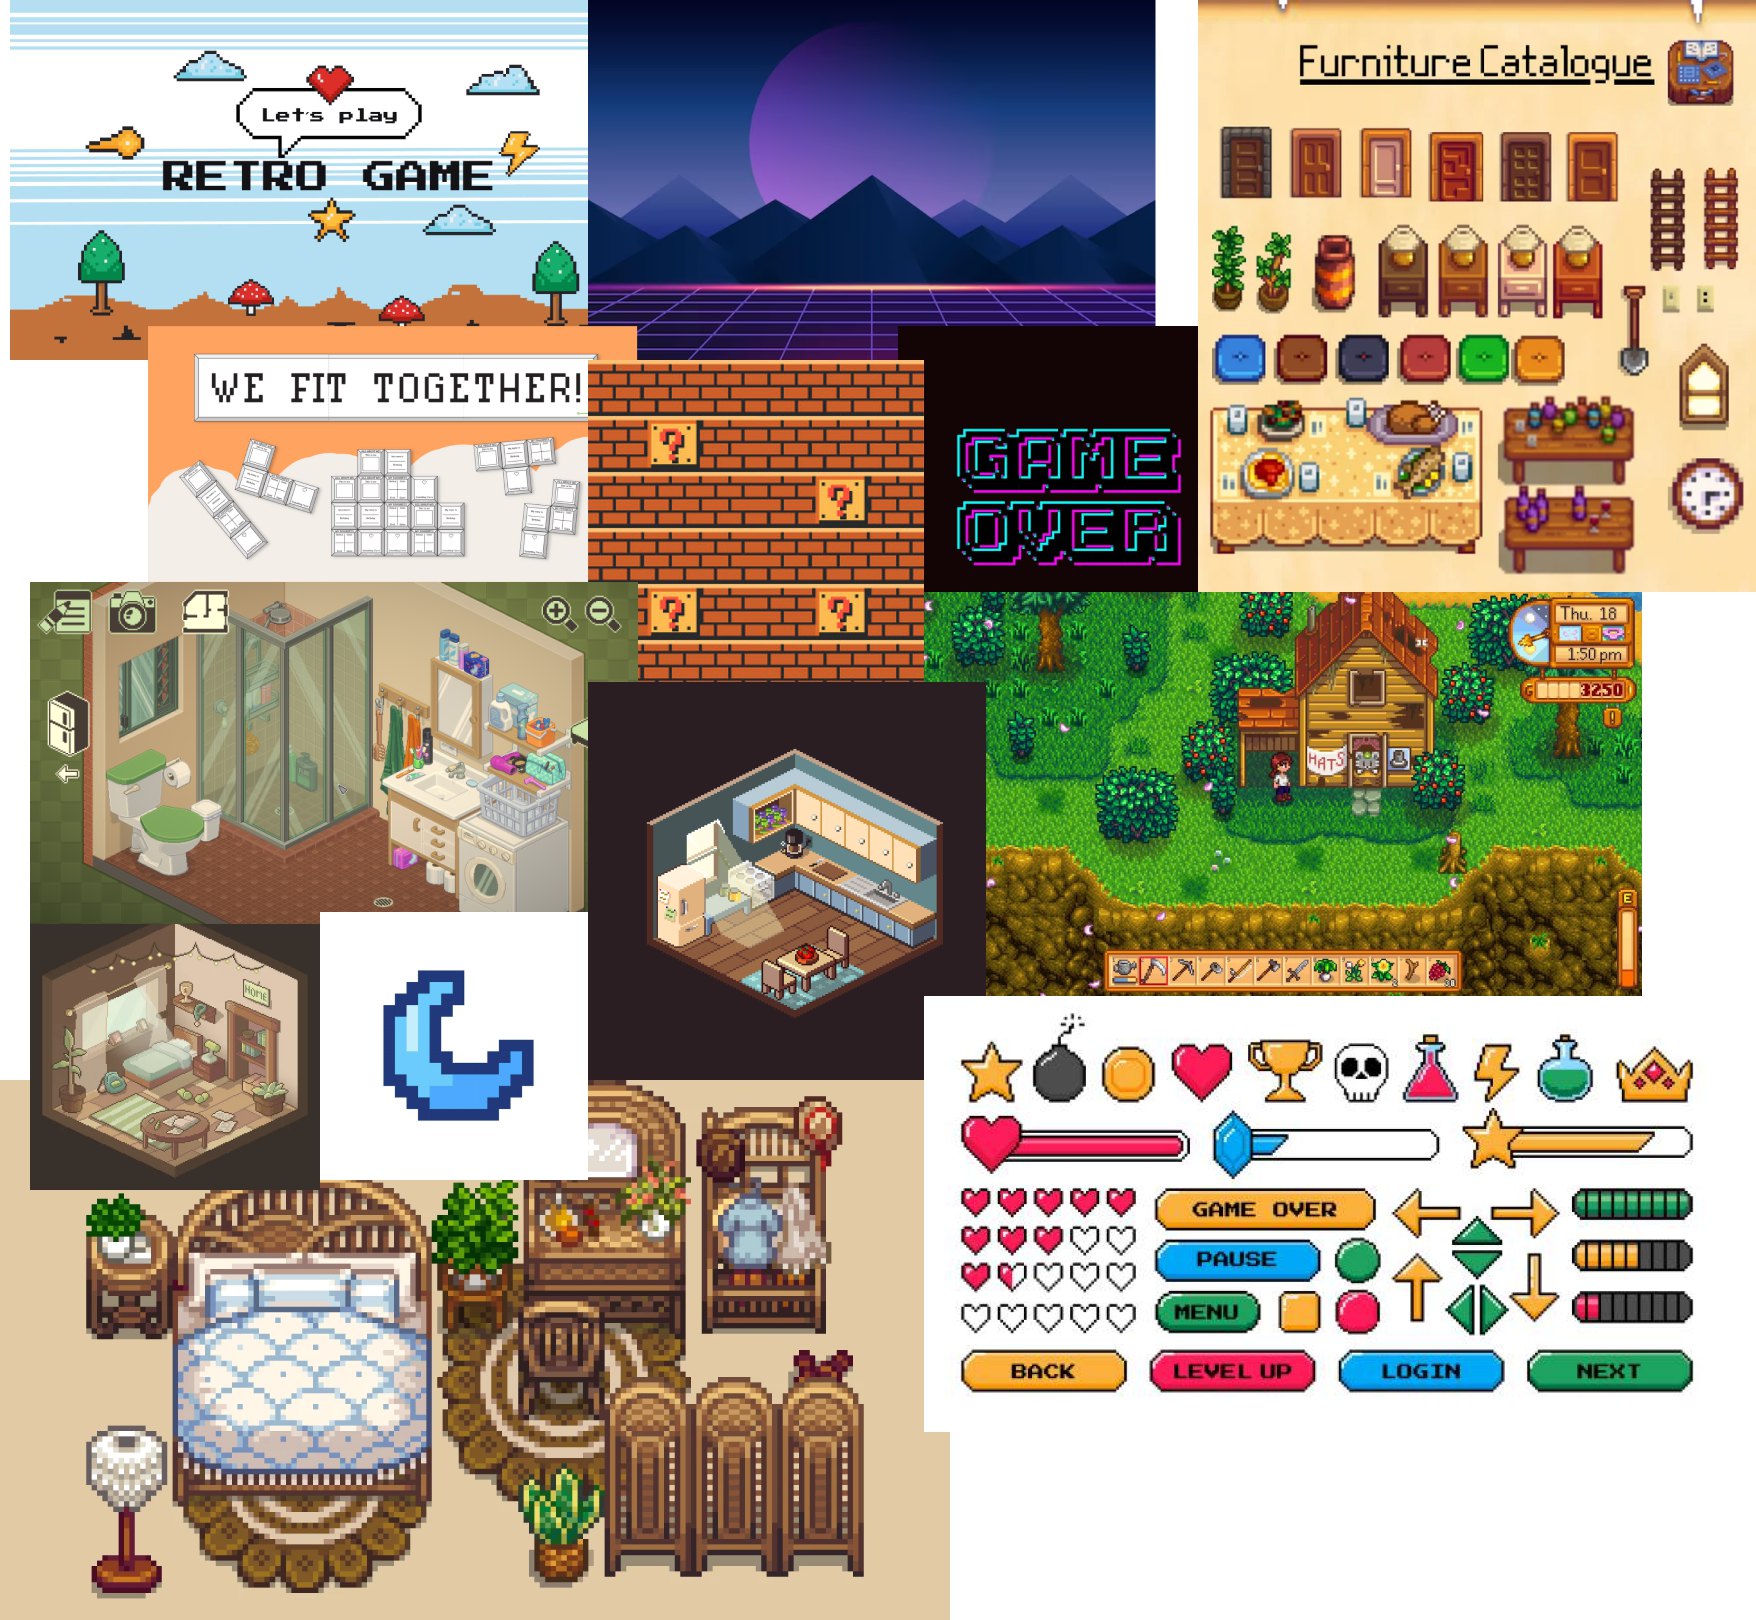 Let's play
RETRO GAME
Furniture Catalogue
WE FIT TOGETHER!
?
?
?
?
GAME
OVER
Thu. 18
1:50 pm
3250
HATS
E
HOME
GAME OVER
PAUSE
MENU
BACK
LEVEL UP
LOGIN
NEXT